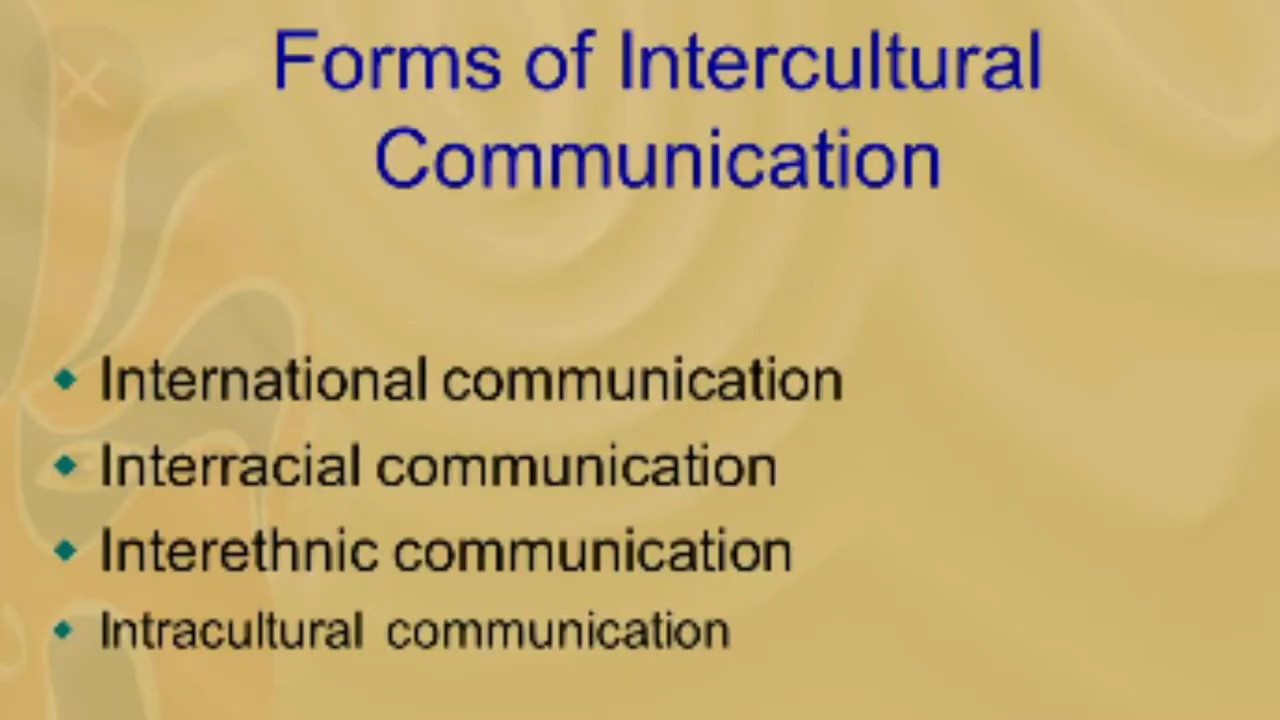 Forms of Intercultural
Communication
International communication
Interracial communication
Interethnic communication
Intracultural communication